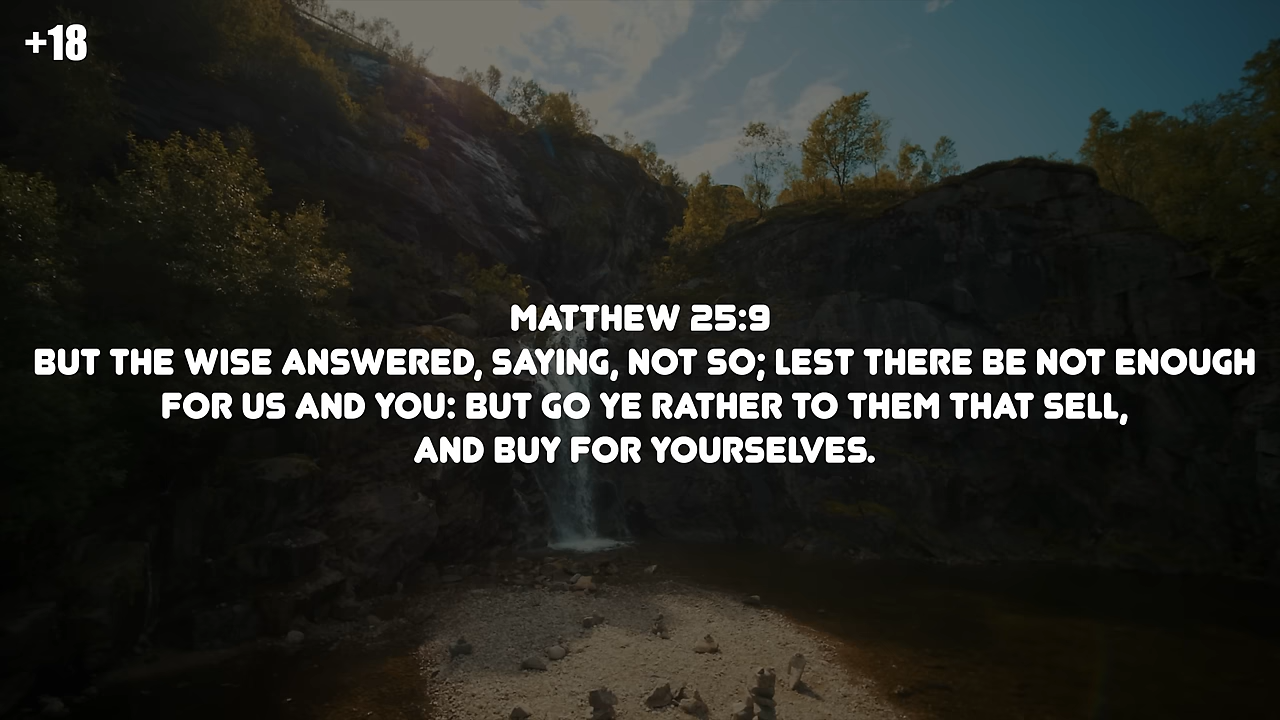 +18
MATTHEW 25:9
BUT THE WISE ANSWERED, SAYING, NOT SO; LEST THERE BE NOT ENOUGH
FOR US AND YOU: BUT GO YE RATHER TO THEM THAT SELL,
AND BUY FOR YOURSELVES.